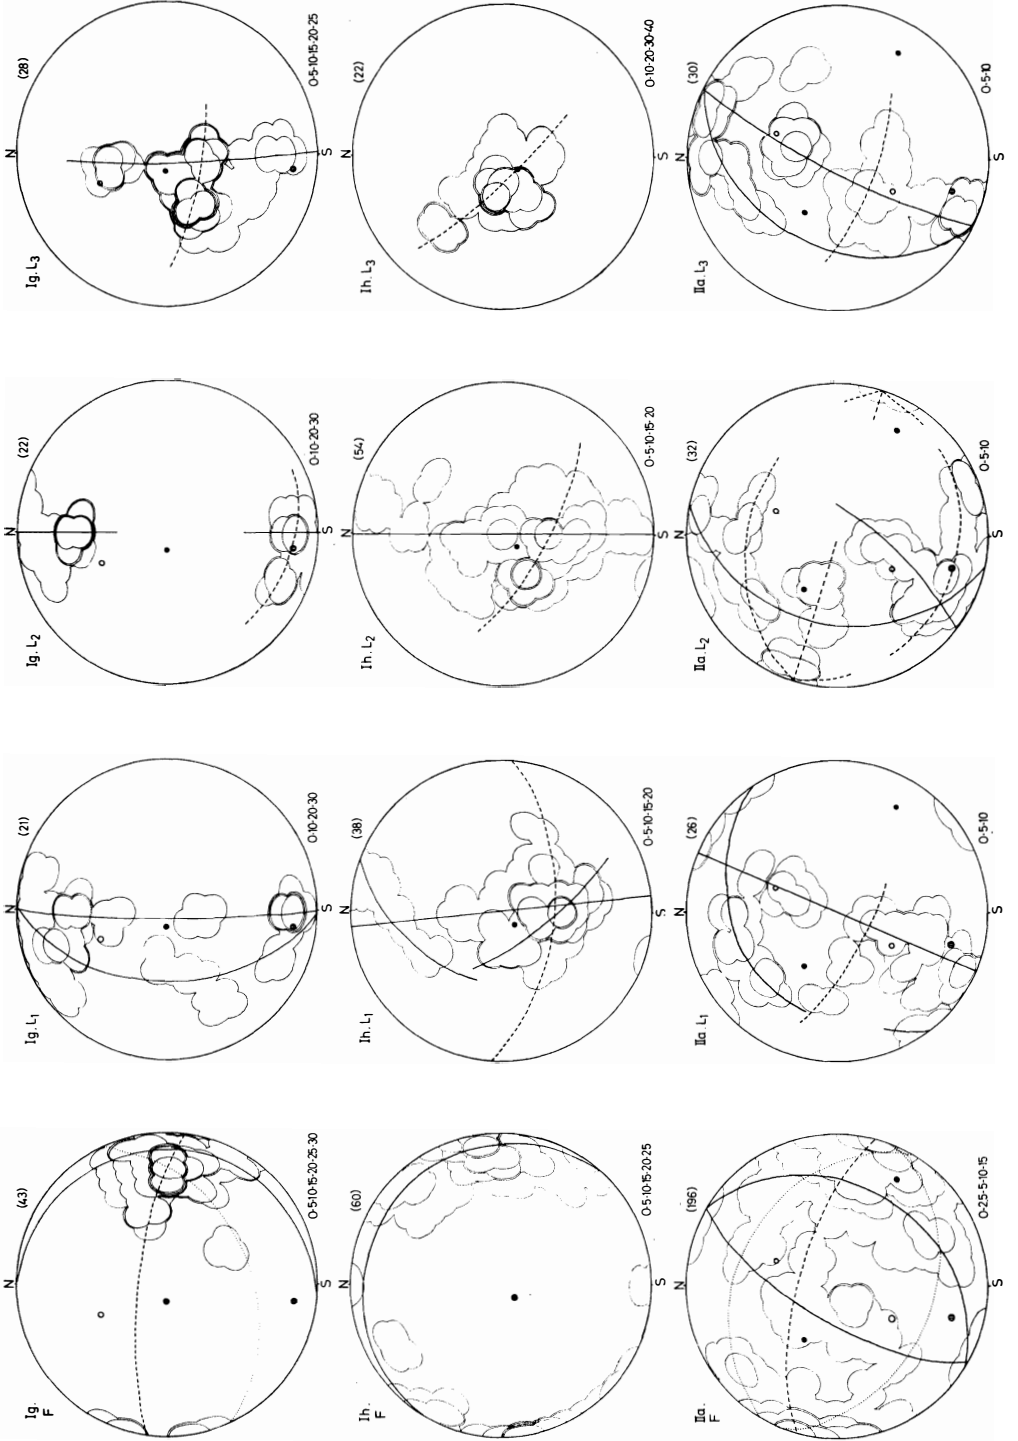 Ig.
F
N
(43)
S
0-5-10-15-20-25-30
Ig. L1
N
(21)
S
0-10-20-30
Ig. L2
N
(22)
S
0-10-20-30
Ig. L3
N
(28)
S
0-5-10-15-20-25
Ih.
F
N
(60)
S
0-5-10-15-20-25
Ih. L1
N
(38)
S
0-5-10-15-20
Ih. L2
N
(54)
S
0-5-10-15-20
Ih. L3
N
(22)
S
0-10-20-30-40
IIa.
F
N
(196)
S
0-2.5-5-10-15
IIa. L1
N
(26)
S
0-5-10
IIa. L2
N
(32)
S
0-5-10
IIa. L3
N
(30)
S
0-5-10